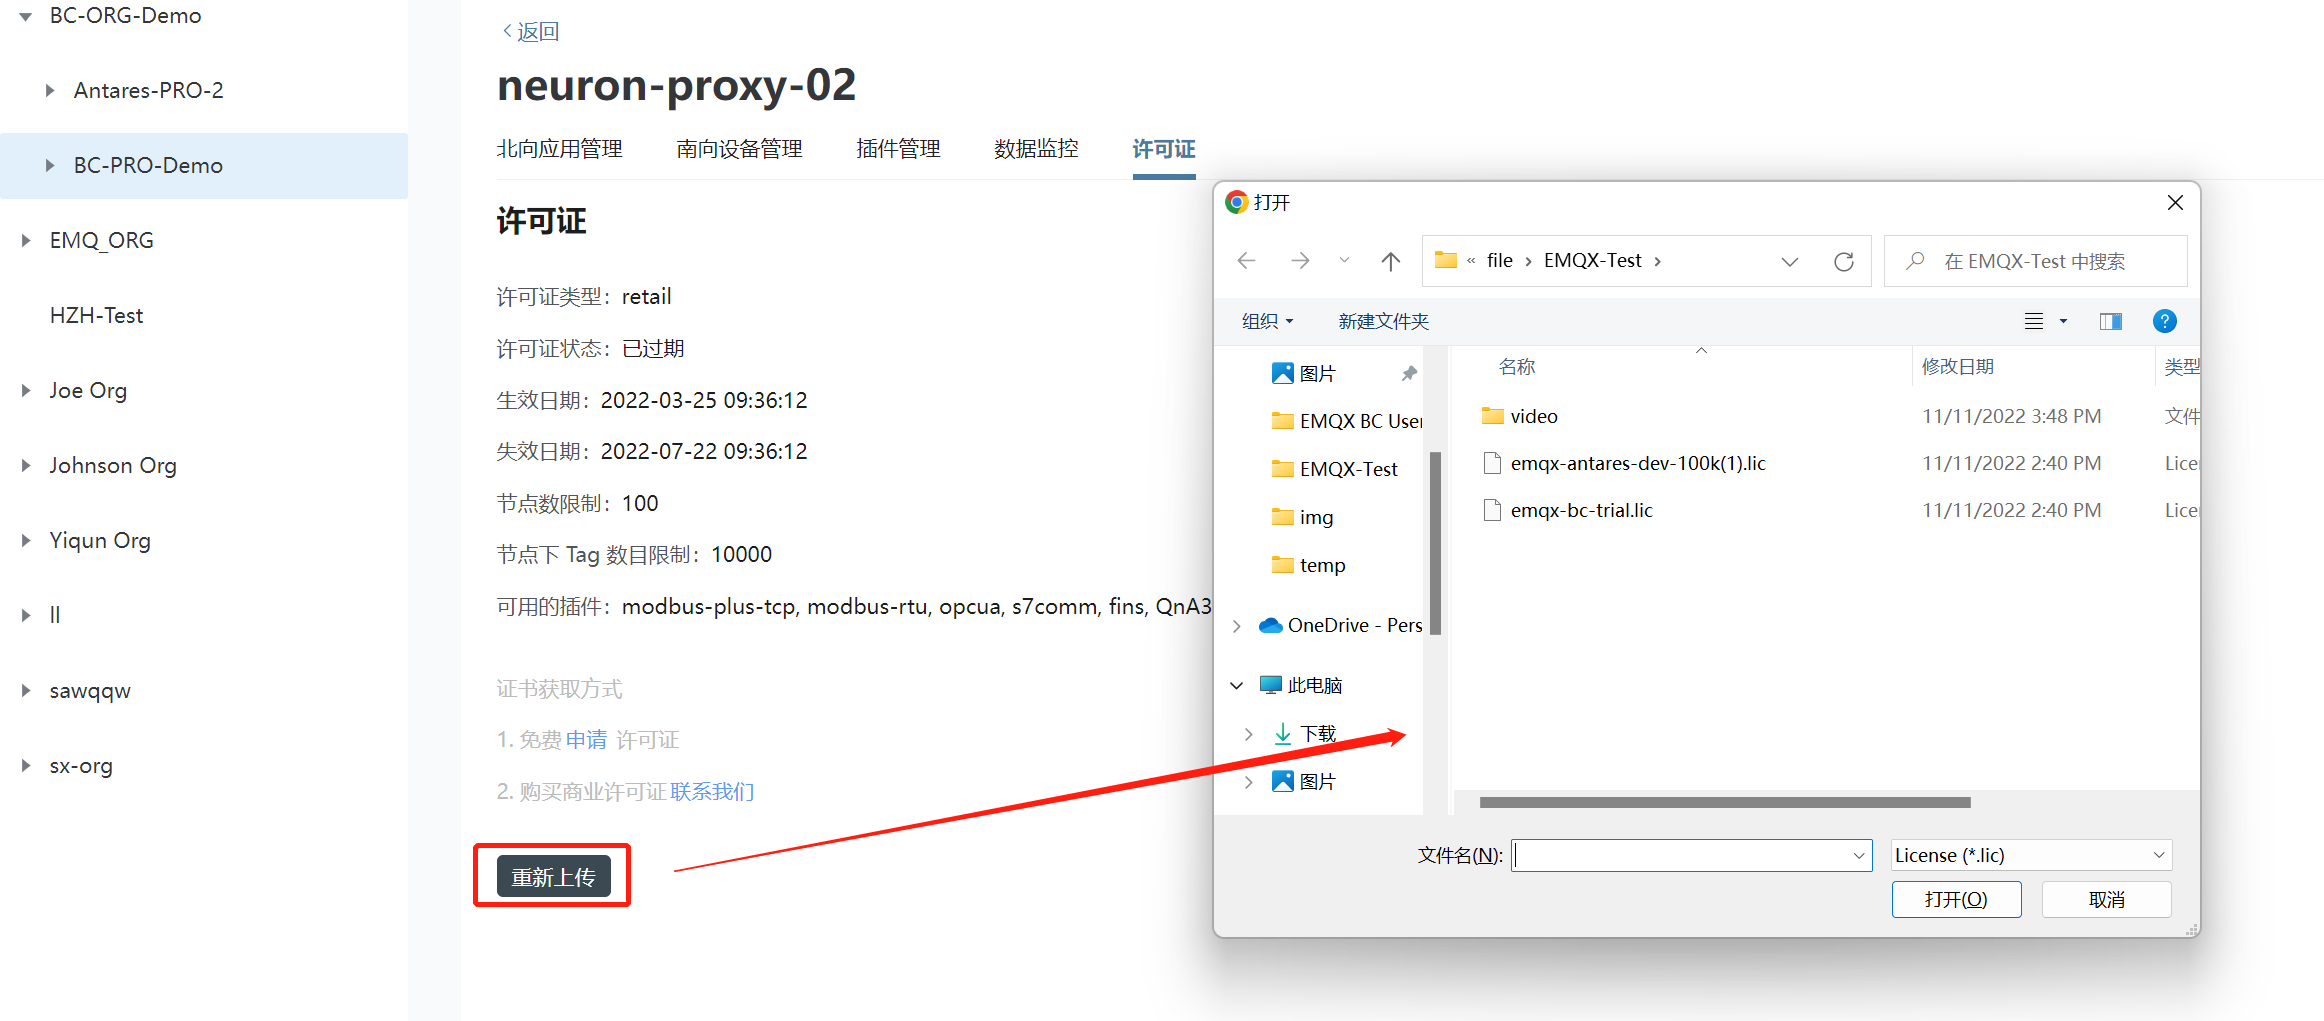 BC-ORG-Demo
Antares-PRO-2
BC-PRO-Demo
EMQ_ORG
HZH-Test
Joe Org
Johnson Org
Yiqun Org
ll
sawqqw
sx-org
返回
neuron-proxy-02
北向应用管理 南向设备管理 插件管理 数据监控 许可证
许可证
许可证类型：retail
许可证状态：已过期
生效日期：2022-03-25 09:36:12
失效日期：2022-07-22 09:36:12
节点数限制：100
节点下 Tag 数目限制：10000
可用的插件：modbus-plus-tcp, modbus-rtu, opcua, s7comm, fins, QnA3
证书获取方式
1. 免费 申请 许可证
2. 购买商业许可证 联系我们
重新上传
打开
« file › EMQX-Test ›
在 EMQX-Test 中搜索
组织 新建文件夹
图片
EMQX BC User
EMQX-Test
img
temp
OneDrive - Pers
此电脑
下载
图片
名称 修改日期 类型
video 11/11/2022 3:48 PM 文件
emqx-antares-dev-100k(1).lic 11/11/2022 2:40 PM Lice
emqx-bc-trial.lic 11/11/2022 2:40 PM Lice
文件名(N): License (*.lic)
打开(O) 取消